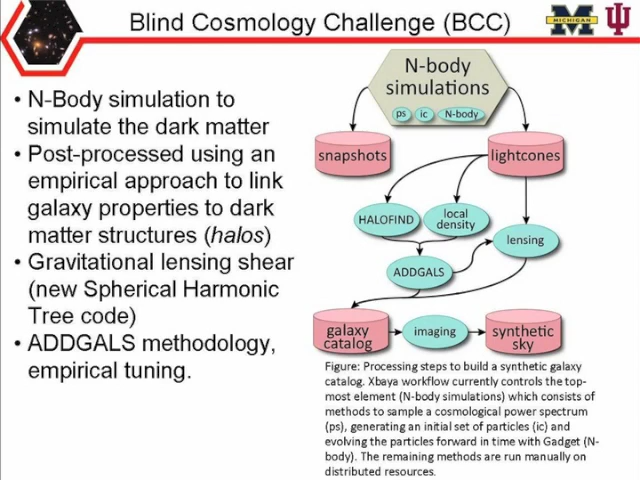 Blind Cosmology Challenge (BCC)
MICHIGAN
• N-Body simulation to
simulate the dark matter
• Post-processed using an
empirical approach to link
galaxy properties to dark
matter structures (halos)
• Gravitational lensing shear
(new Spherical Harmonic
Tree code)
• ADDGALS methodology,
empirical tuning.
N-body
simulations
ps ic N-body
snapshots
lightcones
HALOFIND
local
density
lensing
ADDGALS
galaxy
catalog
imaging
synthetic
sky
Figure: Processing steps to build a synthetic galaxy
catalog. Xbaya workflow currently controls the top-
most element (N-body simulations) which consists of
methods to sample a cosmological power spectrum
(ps), generating an initial set of particles (ic) and
evolving the particles forward in time with Gadget (N-
body). The remaining methods are run manually on
distributed resources.